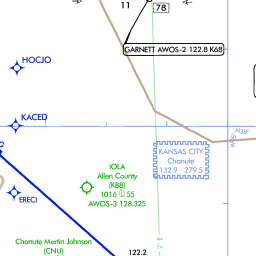 11
78
GARNETT AWOS-2 122.8 K68
HOCJO
KACED
KANSAS CITY
Chanute
132.9 279.5
IOLA
Allen County
(K88)
1016 Ⓛ 55
AWOS-3 128.325
ERECI
Chanute Martin Johnson
(CNU)
122.2